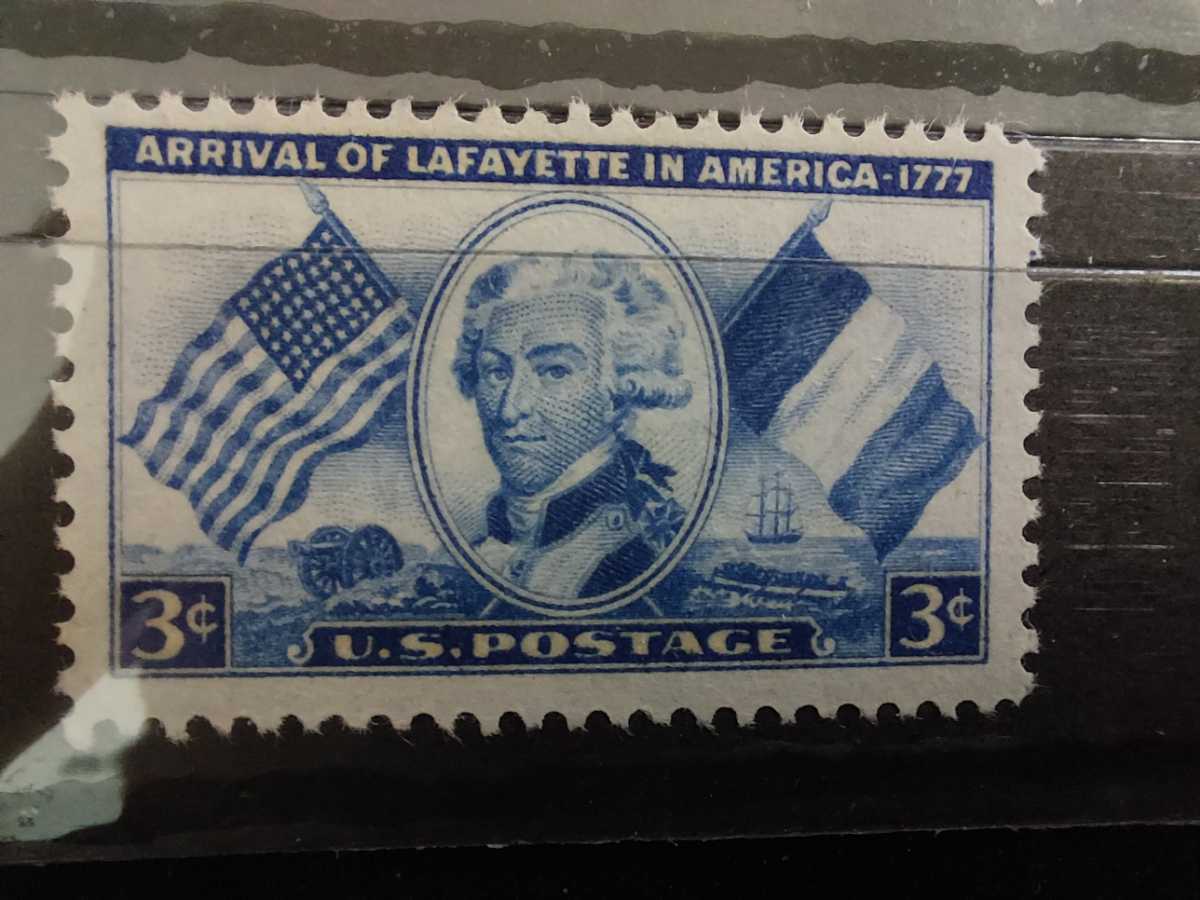 ARRIVAL OF LAFAYETTE IN AMERICA-1777
3¢
3¢
U.S. POSTAGE